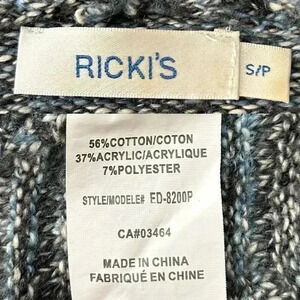 RICKI'S
S/P
56%COTTON/COTON
37%ACRYLIC/ACRYLIQUE
7%POLYESTER
STYLE/MODELE# FD-8200P
CA#03464
MADE IN CHINA
FABRIQUÉ EN CHINE